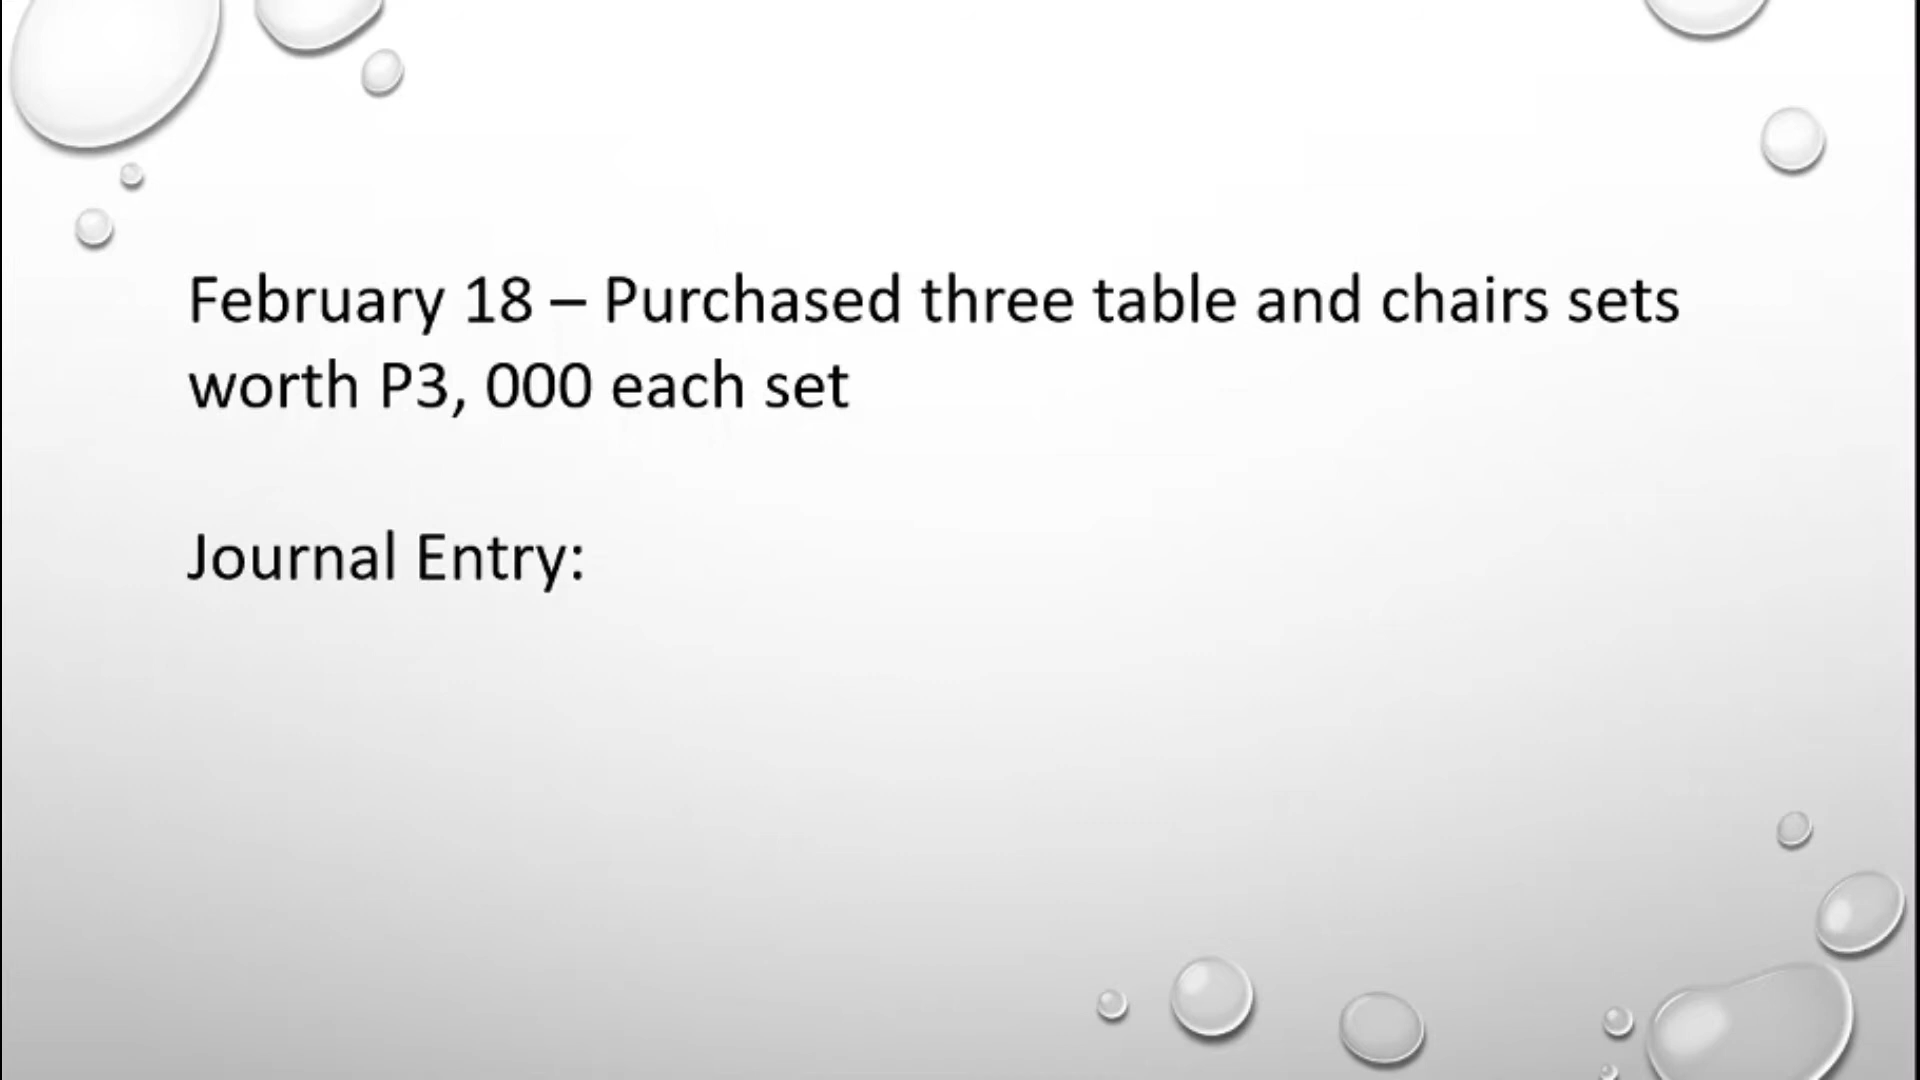 February 18 – Purchased three table and chairs sets
worth P3, 000 each set
Journal Entry: